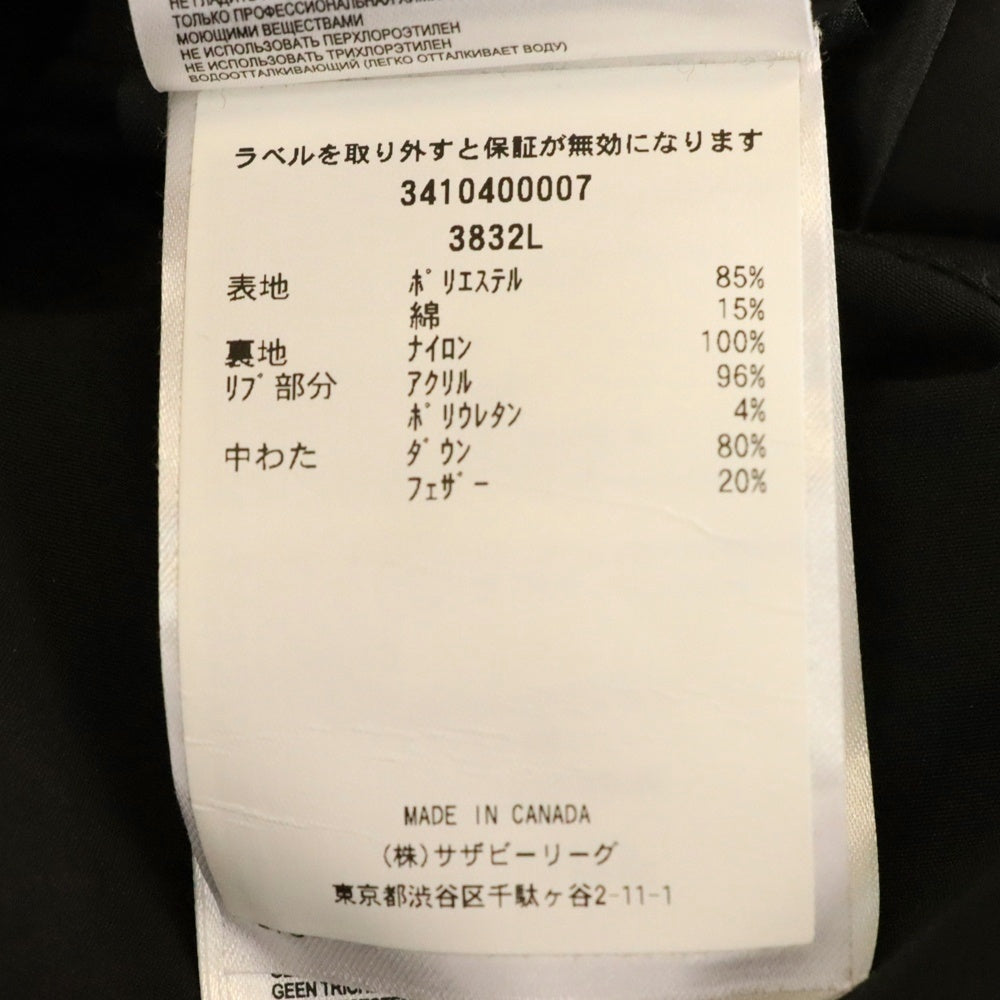 ТОЛЬКО ПРОФЕССИОНАЛЬНАЯ
МОЮЩИМИ ВЕЩЕСТВАМИ
НЕ ИСПОЛЬЗОВАТЬ ПЕРХЛОРОЭТИЛЕН
НЕ ИСПОЛЬЗОВАТЬ ТРИХЛОРЭТИЛЕН
ВОДООТТАЛКИВАЮЩИЙ (ЛЕГКО ОТТАЛКИВАЕТ ВОДУ)
ラベルを取り外すと保証が無効になります
3410400007
3832L
表地 ﾎﾟﾘｴｽﾃﾙ 85%
綿 15%
裏地 ﾅｲﾛﾝ 100%
ﾘﾌﾞ部分 ｱｸﾘﾙ 96%
ﾎﾟﾘｳﾚﾀﾝ 4%
中わた ﾀﾞｳﾝ 80%
ﾌｪｻﾞｰ 20%
MADE IN CANADA
(株)サザビーリーグ
東京都渋谷区千駄ヶ谷2-11-1
GEEN